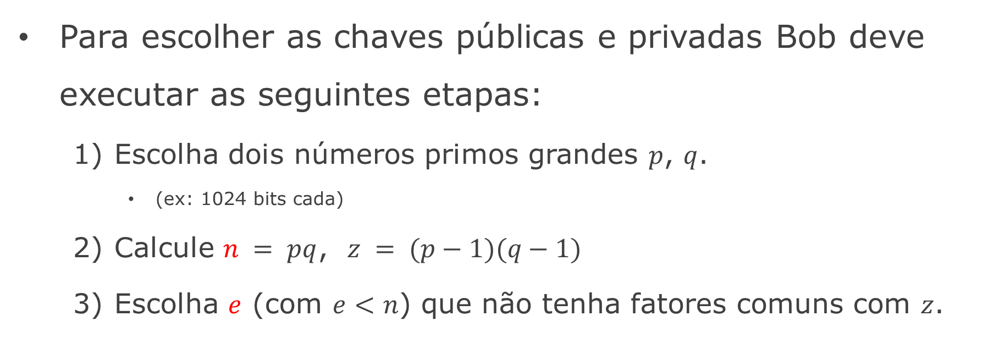 • Para escolher as chaves públicas e privadas Bob deve
executar as seguintes etapas:
1) Escolha dois números primos grandes p, q.
• (ex: 1024 bits cada)
2) Calcule n = pq, z = (p − 1)(q − 1)
3) Escolha e (com e < n) que não tenha fatores comuns com z.